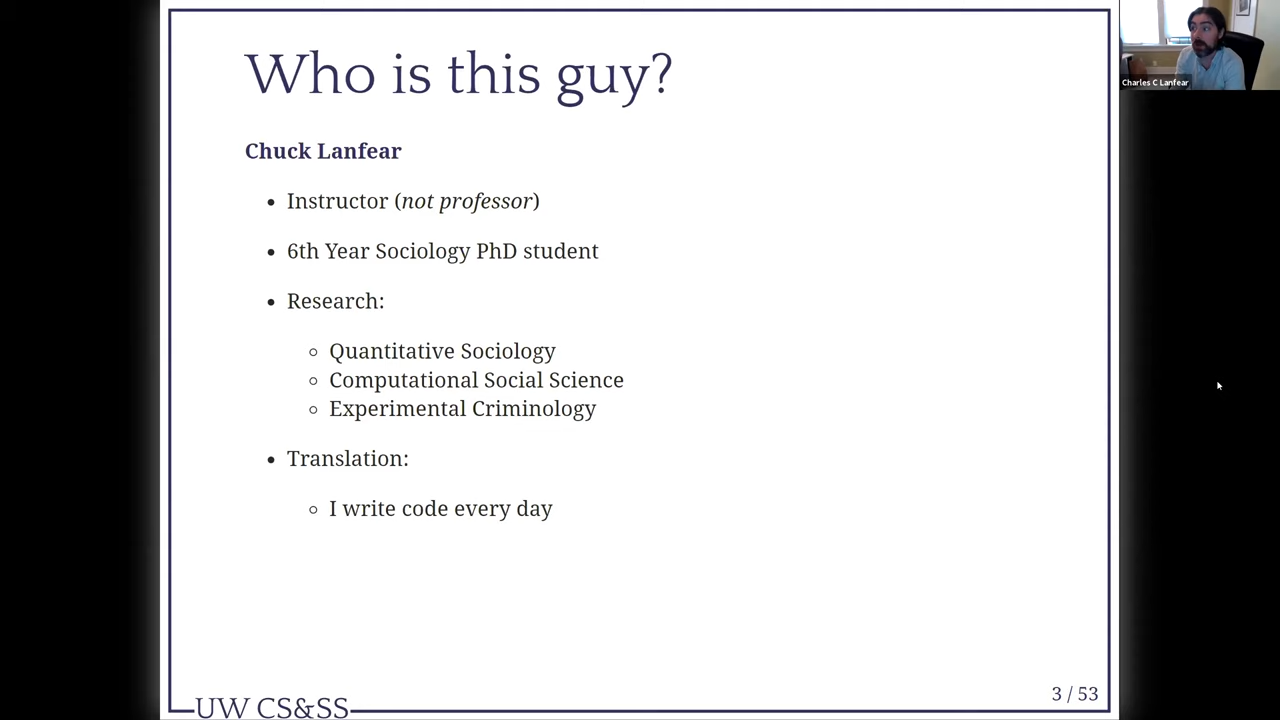 Who is this guy?
Charles C Lanfear
Chuck Lanfear
Instructor (not professor)
6th Year Sociology PhD student
Research:
Quantitative Sociology
Computational Social Science
Experimental Criminology
Translation:
I write code every day
3 / 53
UW CS&SS